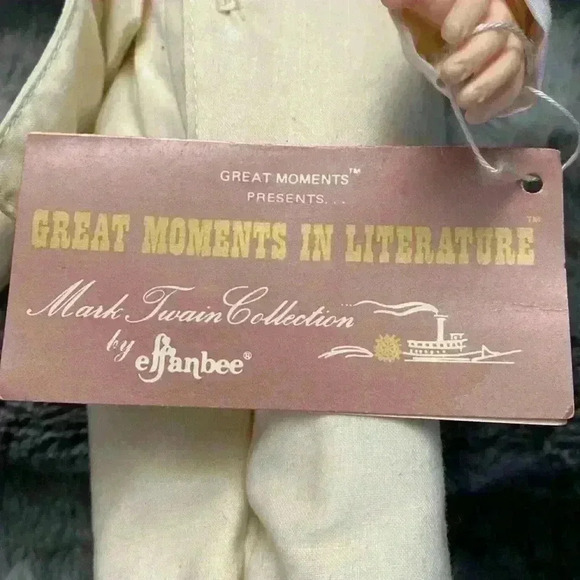 GREAT MOMENTS™
PRESENTS...
GREAT MOMENTS IN LITERATURE™
Mark Twain Collection
by effanbee®